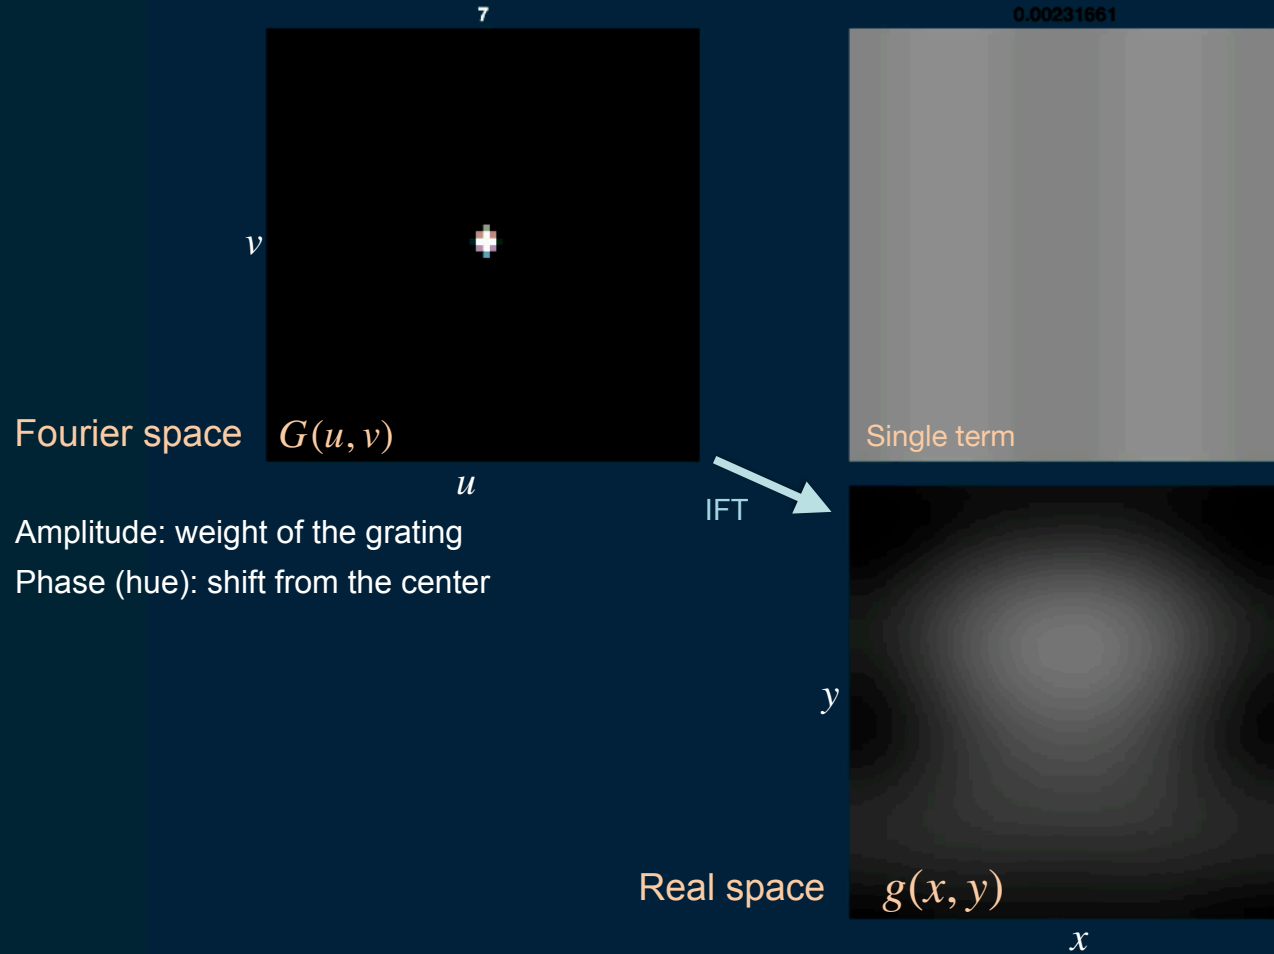 7
0.00231661
v
Fourier space
G(u, v)
Single term
u
IFT
Amplitude: weight of the grating
Phase (hue): shift from the center
y
Real space
g(x, y)
x